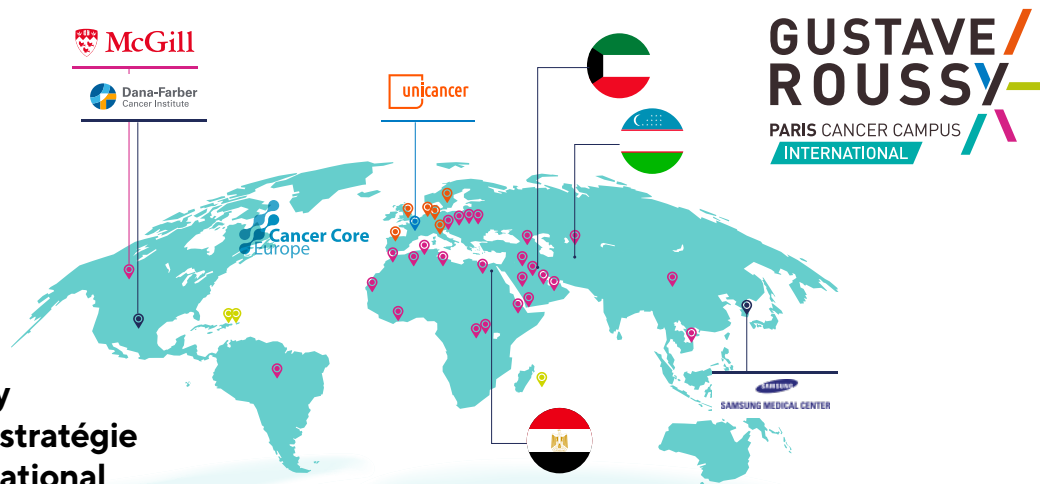 McGill
Dana-Farber
Cancer Institute
unicancer
GUSTAVE/
ROUSSY
PARIS CANCER CAMPUS
INTERNATIONAL
Cancer Core
Europe
SAMSUNG
SAMSUNG MEDICAL CENTER
y
stratégie
ational